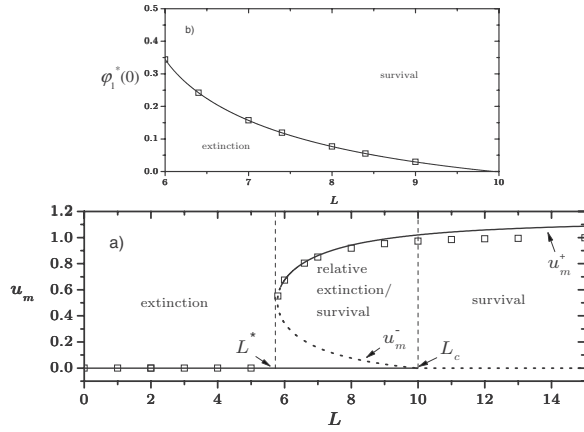 0.5
b)
0.4
0.3
φ₁*(0)
survival
0.2
0.1
extinction
0.0
6 7 8 9 10
L
1.2
a)
1.0
u_m⁺
0.8
relative
extinction/
survival
u_m
0.6
extinction
survival
0.4
L*
u_m⁻
L_c
0.2
0.0
0 2 4 6 8 10 12 14
L